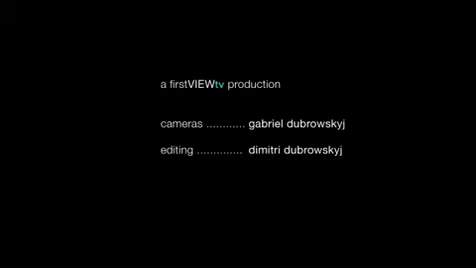 a firstVIEWtv production
cameras ............ gabriel dubrowskyj
editing .............. dimitri dubrowskyj